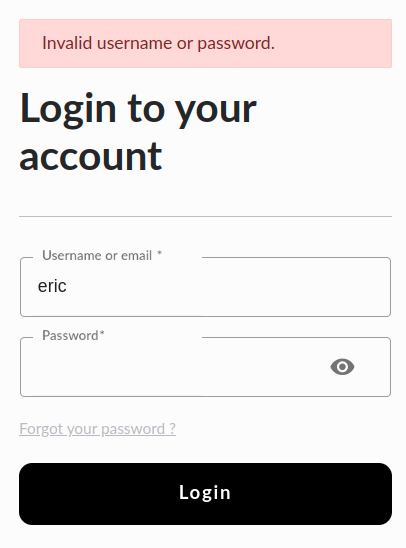 Invalid username or password.
Login to your
account
Username or email *
eric
Password*
Forgot your password ?
Login